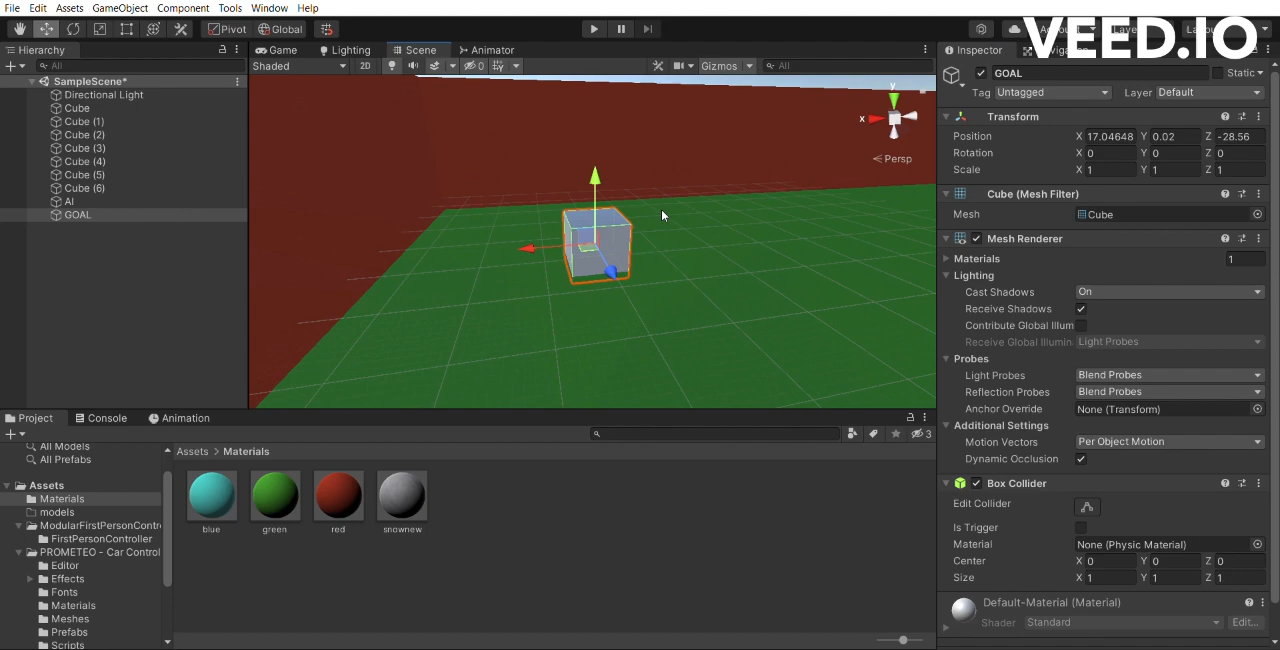 File Edit Assets GameObject Component Tools Window Help
Pivot Global
Layer
VEED.IO
Hierarchy
All
SampleScene*
Directional Light
Cube
Cube (1)
Cube (2)
Cube (3)
Cube (4)
Cube (5)
Cube (6)
AI
GOAL
Game Lighting Scene Animator
Shaded 2D 0 Gizmos All
y
x
Persp
Inspector
GOAL Static
Tag Untagged Layer Default
Transform
Position X 17.04648 Y 0.02 Z -28.56
Rotation X 0 Y 0 Z 0
Scale X 1 Y 1 Z 1
Cube (Mesh Filter)
Mesh Cube
Mesh Renderer
Materials 1
Lighting
Cast Shadows On
Receive Shadows
Contribute Global Illum
Receive Global Illumin Light Probes
Probes
Light Probes Blend Probes
Reflection Probes Blend Probes
Anchor Override None (Transform)
Additional Settings
Motion Vectors Per Object Motion
Dynamic Occlusion
Box Collider
Edit Collider
Is Trigger
Material None (Physic Material)
Center X 0 Y 0 Z 0
Size X 1 Y 1 Z 1
Default-Material (Material)
Shader Standard Edit...
Project Console Animation
3
All Models
All Prefabs
Assets
Materials
models
ModularFirstPersonContr
FirstPersonController
PROMETEO - Car Control
Editor
Effects
Fonts
Materials
Meshes
Prefabs
Scripts
Assets > Materials
blue green red snownew